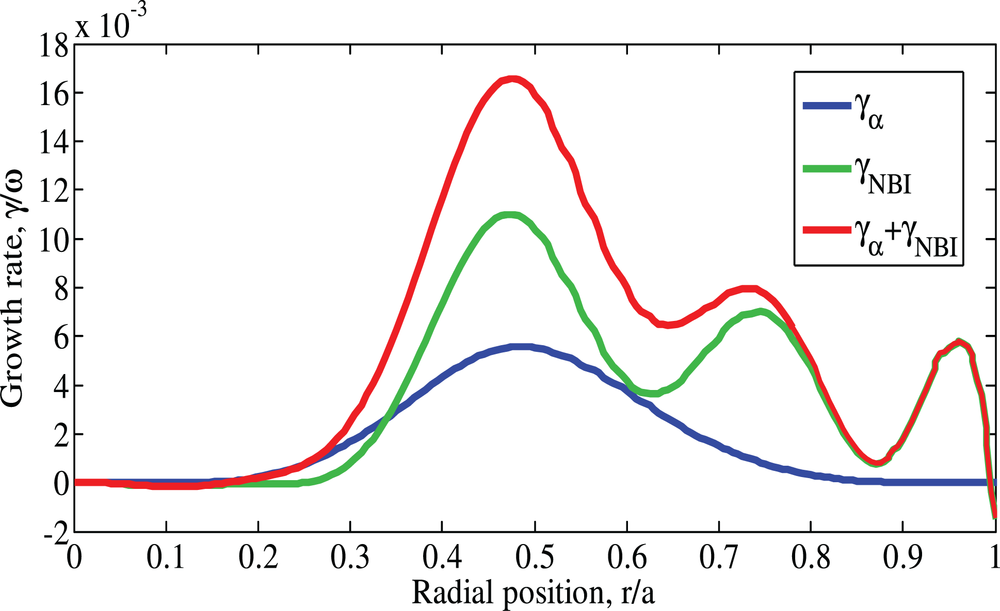 x 10-3
18
16
14
12
10
8
6
4
2
0
-2
Growth rate, γ/ω
0 0.1 0.2 0.3 0.4 0.5 0.6 0.7 0.8 0.9 1
Radial position, r/a
γα
γNBI
γα+γNBI